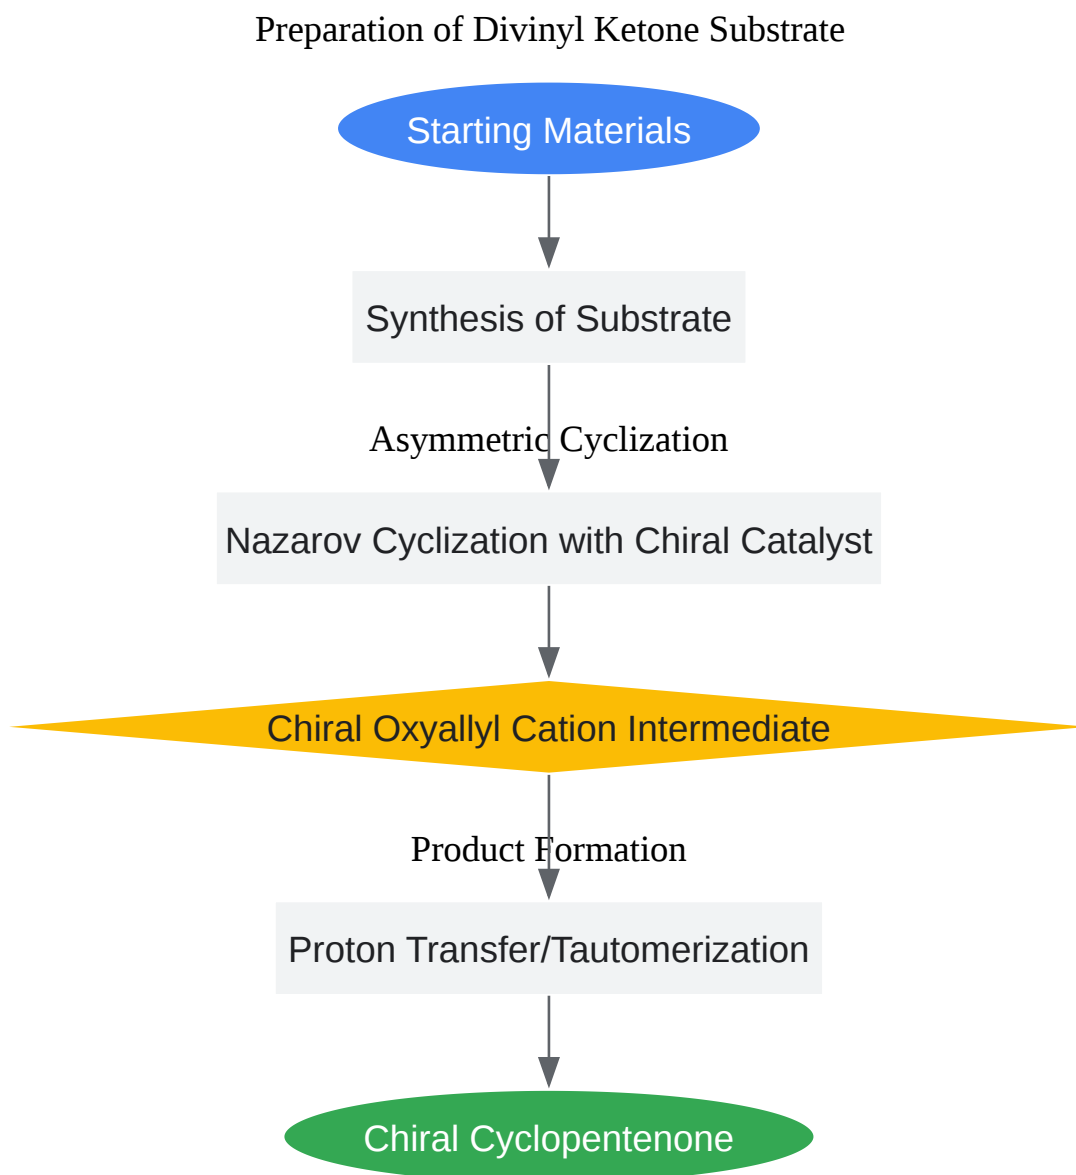 Preparation of Divinyl Ketone Substrate
Starting Materials
Synthesis of Substrate
Asymmetric Cyclization
Nazarov Cyclization with Chiral Catalyst
Chiral Oxyallyl Cation Intermediate
Product Formation
Proton Transfer/Tautomerization
Chiral Cyclopentenone